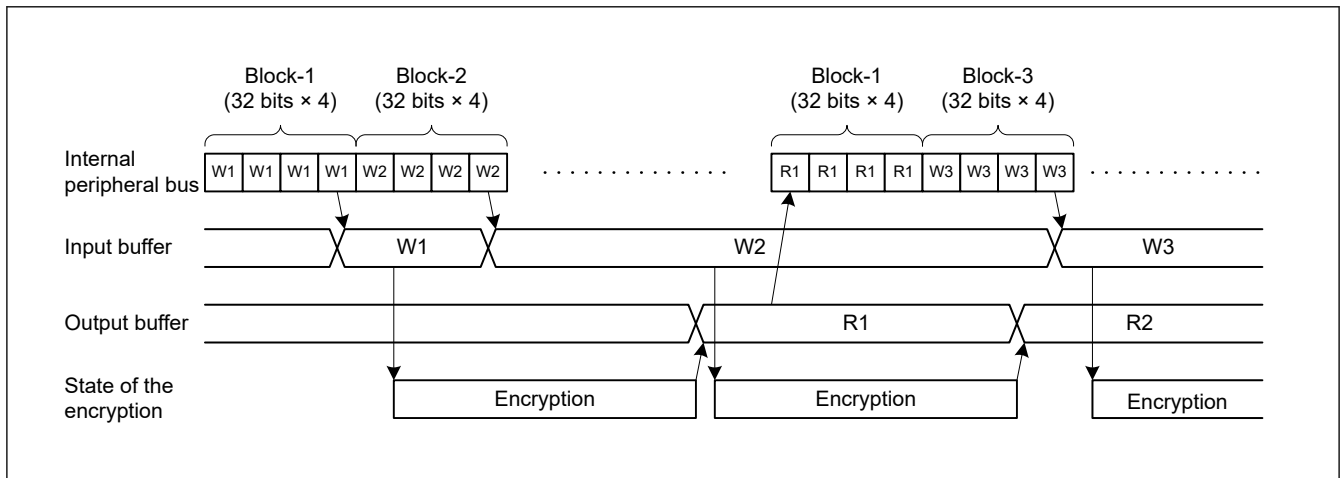 Block-1
(32 bits × 4)
Block-2
(32 bits × 4)
Block-1
(32 bits × 4)
Block-3
(32 bits × 4)
Internal
peripheral bus
W1 W1 W1 W1 W2 W2 W2 W2 . . . . . . . . . . . . . . R1 R1 R1 R1 W3 W3 W3 W3 . . . . . . . . . . . . .
Input buffer
W1
W2
W3
Output buffer
R1
R2
State of the
encryption
Encryption
Encryption
Encryption